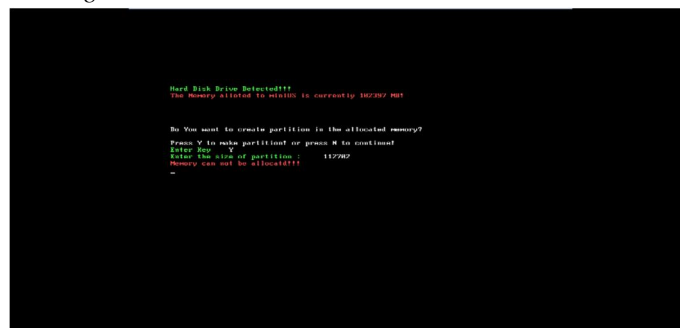 Hard Disk Drive Detected!!!
The Memory alloted to miniOS is currently 102397 MB!
Do You want to create partition in the allocated memory?
Press Y to make partition! or press N to continue!
Enter Key Y
Enter the size of partition : 112702
Memory can not be allocatd!!!